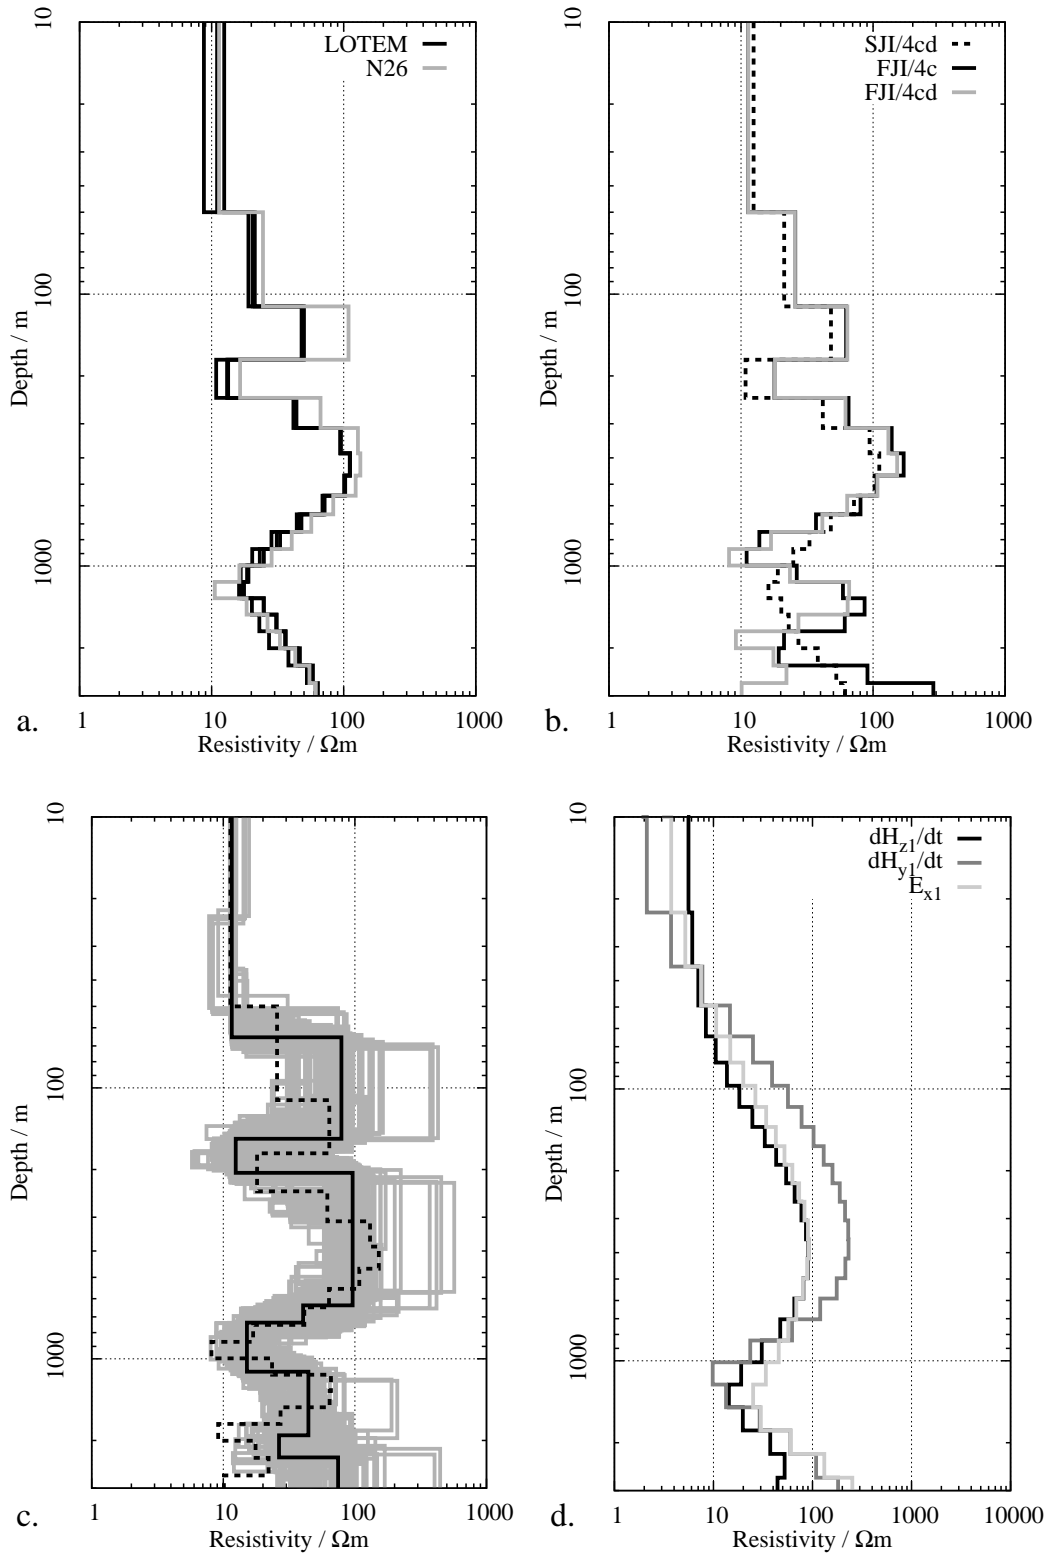 10
100
1000
Depth / m
LOTEM
N26
1 10 100 1000
Resistivity / Ωm
a.
10
100
1000
Depth / m
SJI/4cd
FJI/4c
FJI/4cd
1 10 100 1000
Resistivity / Ωm
b.
10
100
1000
Depth / m
1 10 100 1000
Resistivity / Ωm
c.
10
100
1000
Depth / m
dHz1/dt
dHy1/dt
Ex1
1 10 100 1000 10000
Resistivity / Ωm
d.